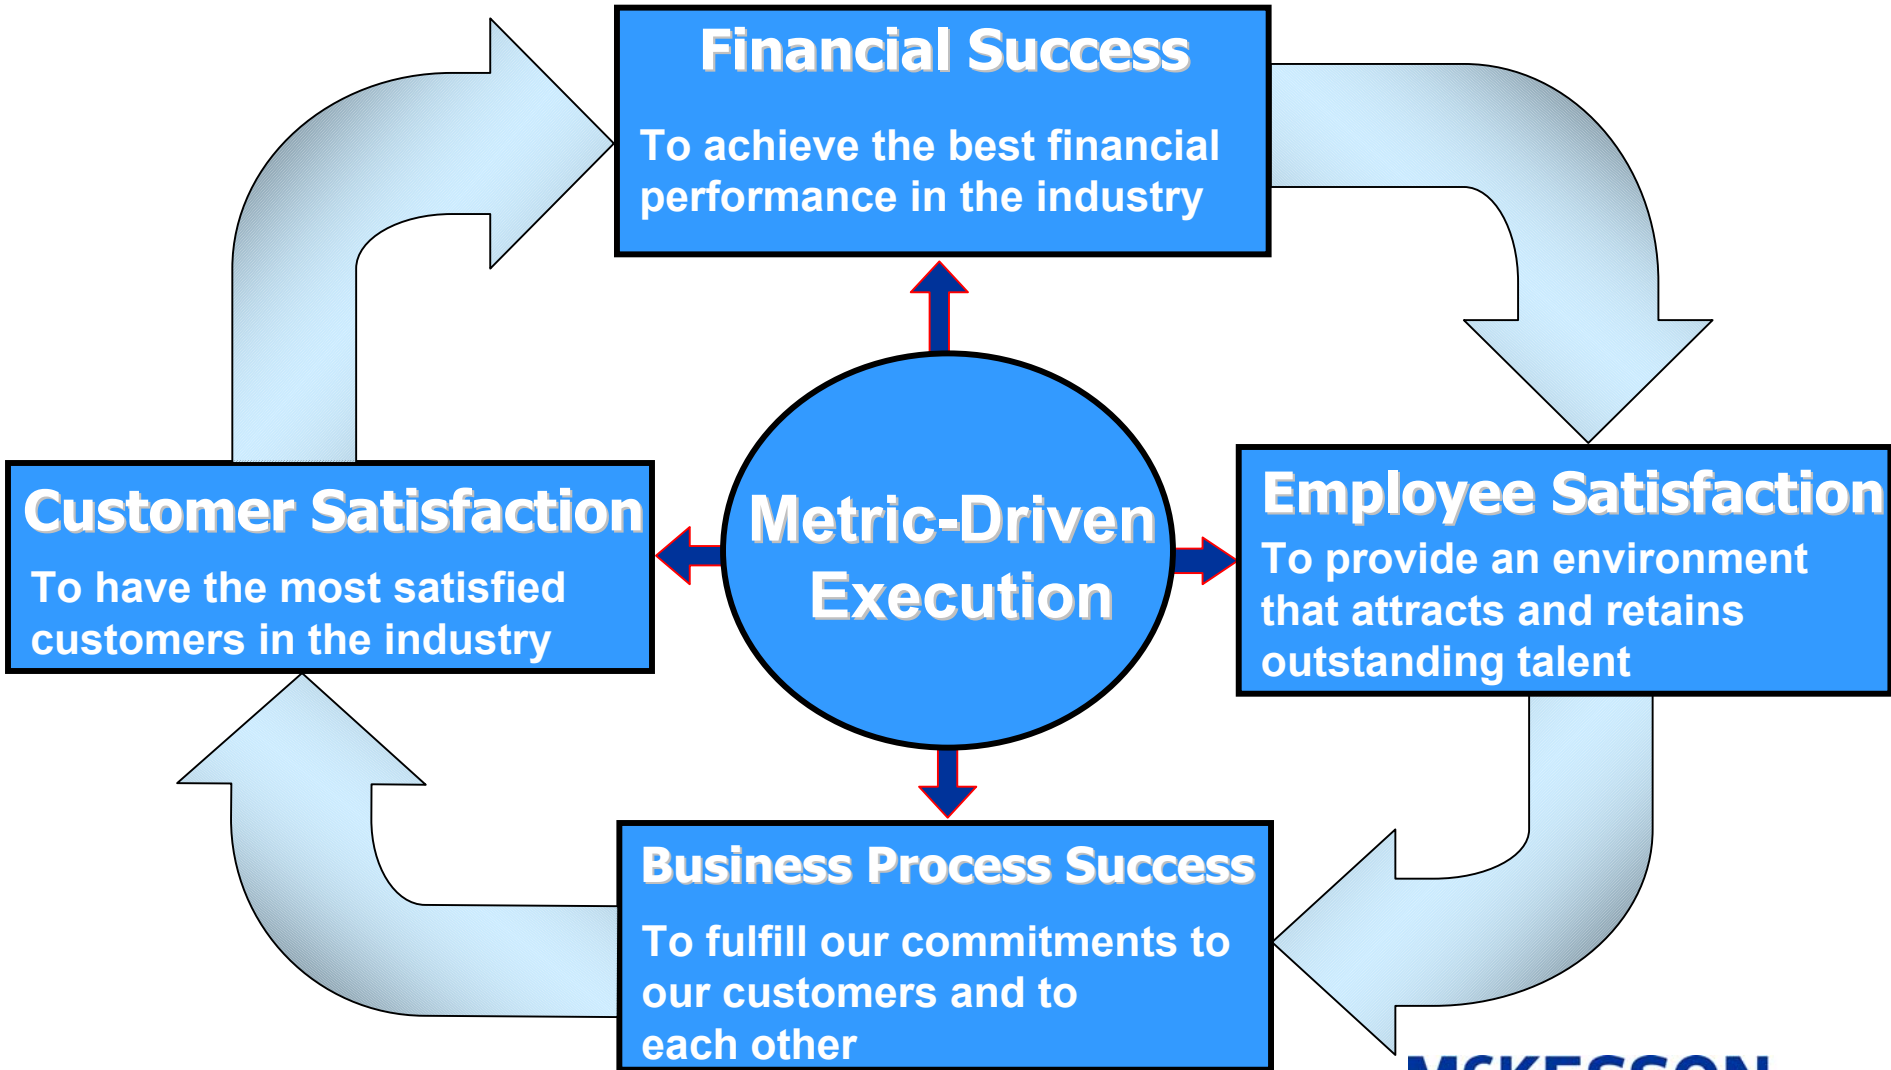 Financial Success
To achieve the best financial
performance in the industry
Customer Satisfaction
To have the most satisfied
customers in the industry
Metric-Driven
Execution
Employee Satisfaction
To provide an environment
that attracts and retains
outstanding talent
Business Process Success
To fulfill our commitments to
our customers and to
each other
McKESSON